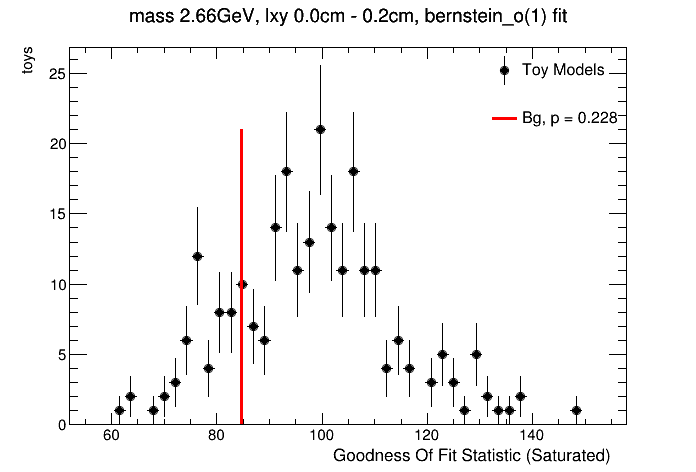 mass 2.66GeV, lxy 0.0cm - 0.2cm, bernstein_o(1) fit
toys
25
20
15
10
5
0
Toy Models
Bg, p = 0.228
60
80
100
120
140
Goodness Of Fit Statistic (Saturated)